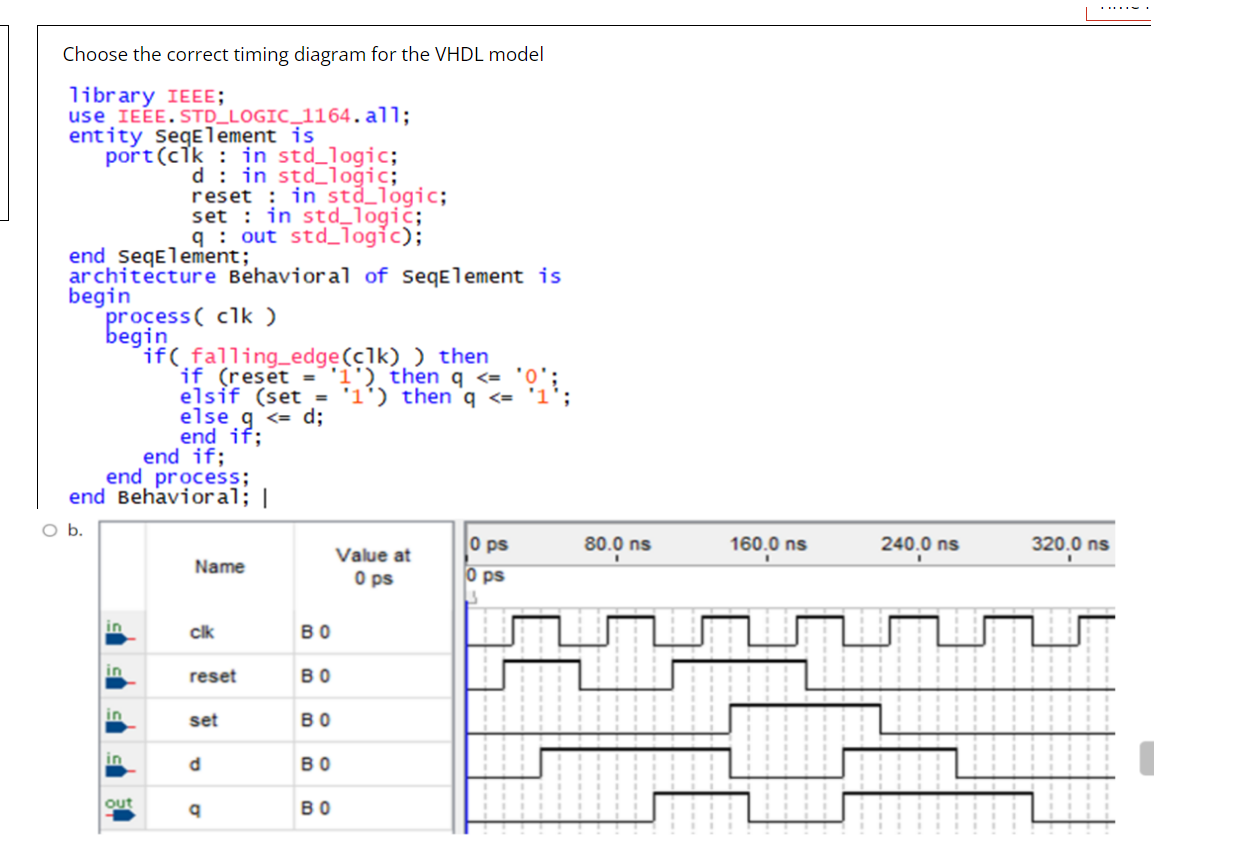 Choose the correct timing diagram for the VHDL model
library IEEE;
use IEEE.STD_LOGIC_1164.all;
entity SeqElement is
port(clk : in std_logic;
d : in std_logic;
reset : in std_logic;
set : in std_logic;
q : out std_logic);
end SeqElement;
architecture Behavioral of SeqElement is
begin
process( clk )
begin
if( falling_edge(clk) ) then
if (reset = '1') then q <= '0';
elsif (set = '1') then q <= '1';
else q <= d;
end if;
end if;
end process;
end Behavioral; |
b.
Name Value at 0 ps
0 ps 80.0 ns 160.0 ns 240.0 ns 320.0 ns
0 ps
in clk B 0
in reset B 0
in set B 0
in d B 0
out q B 0